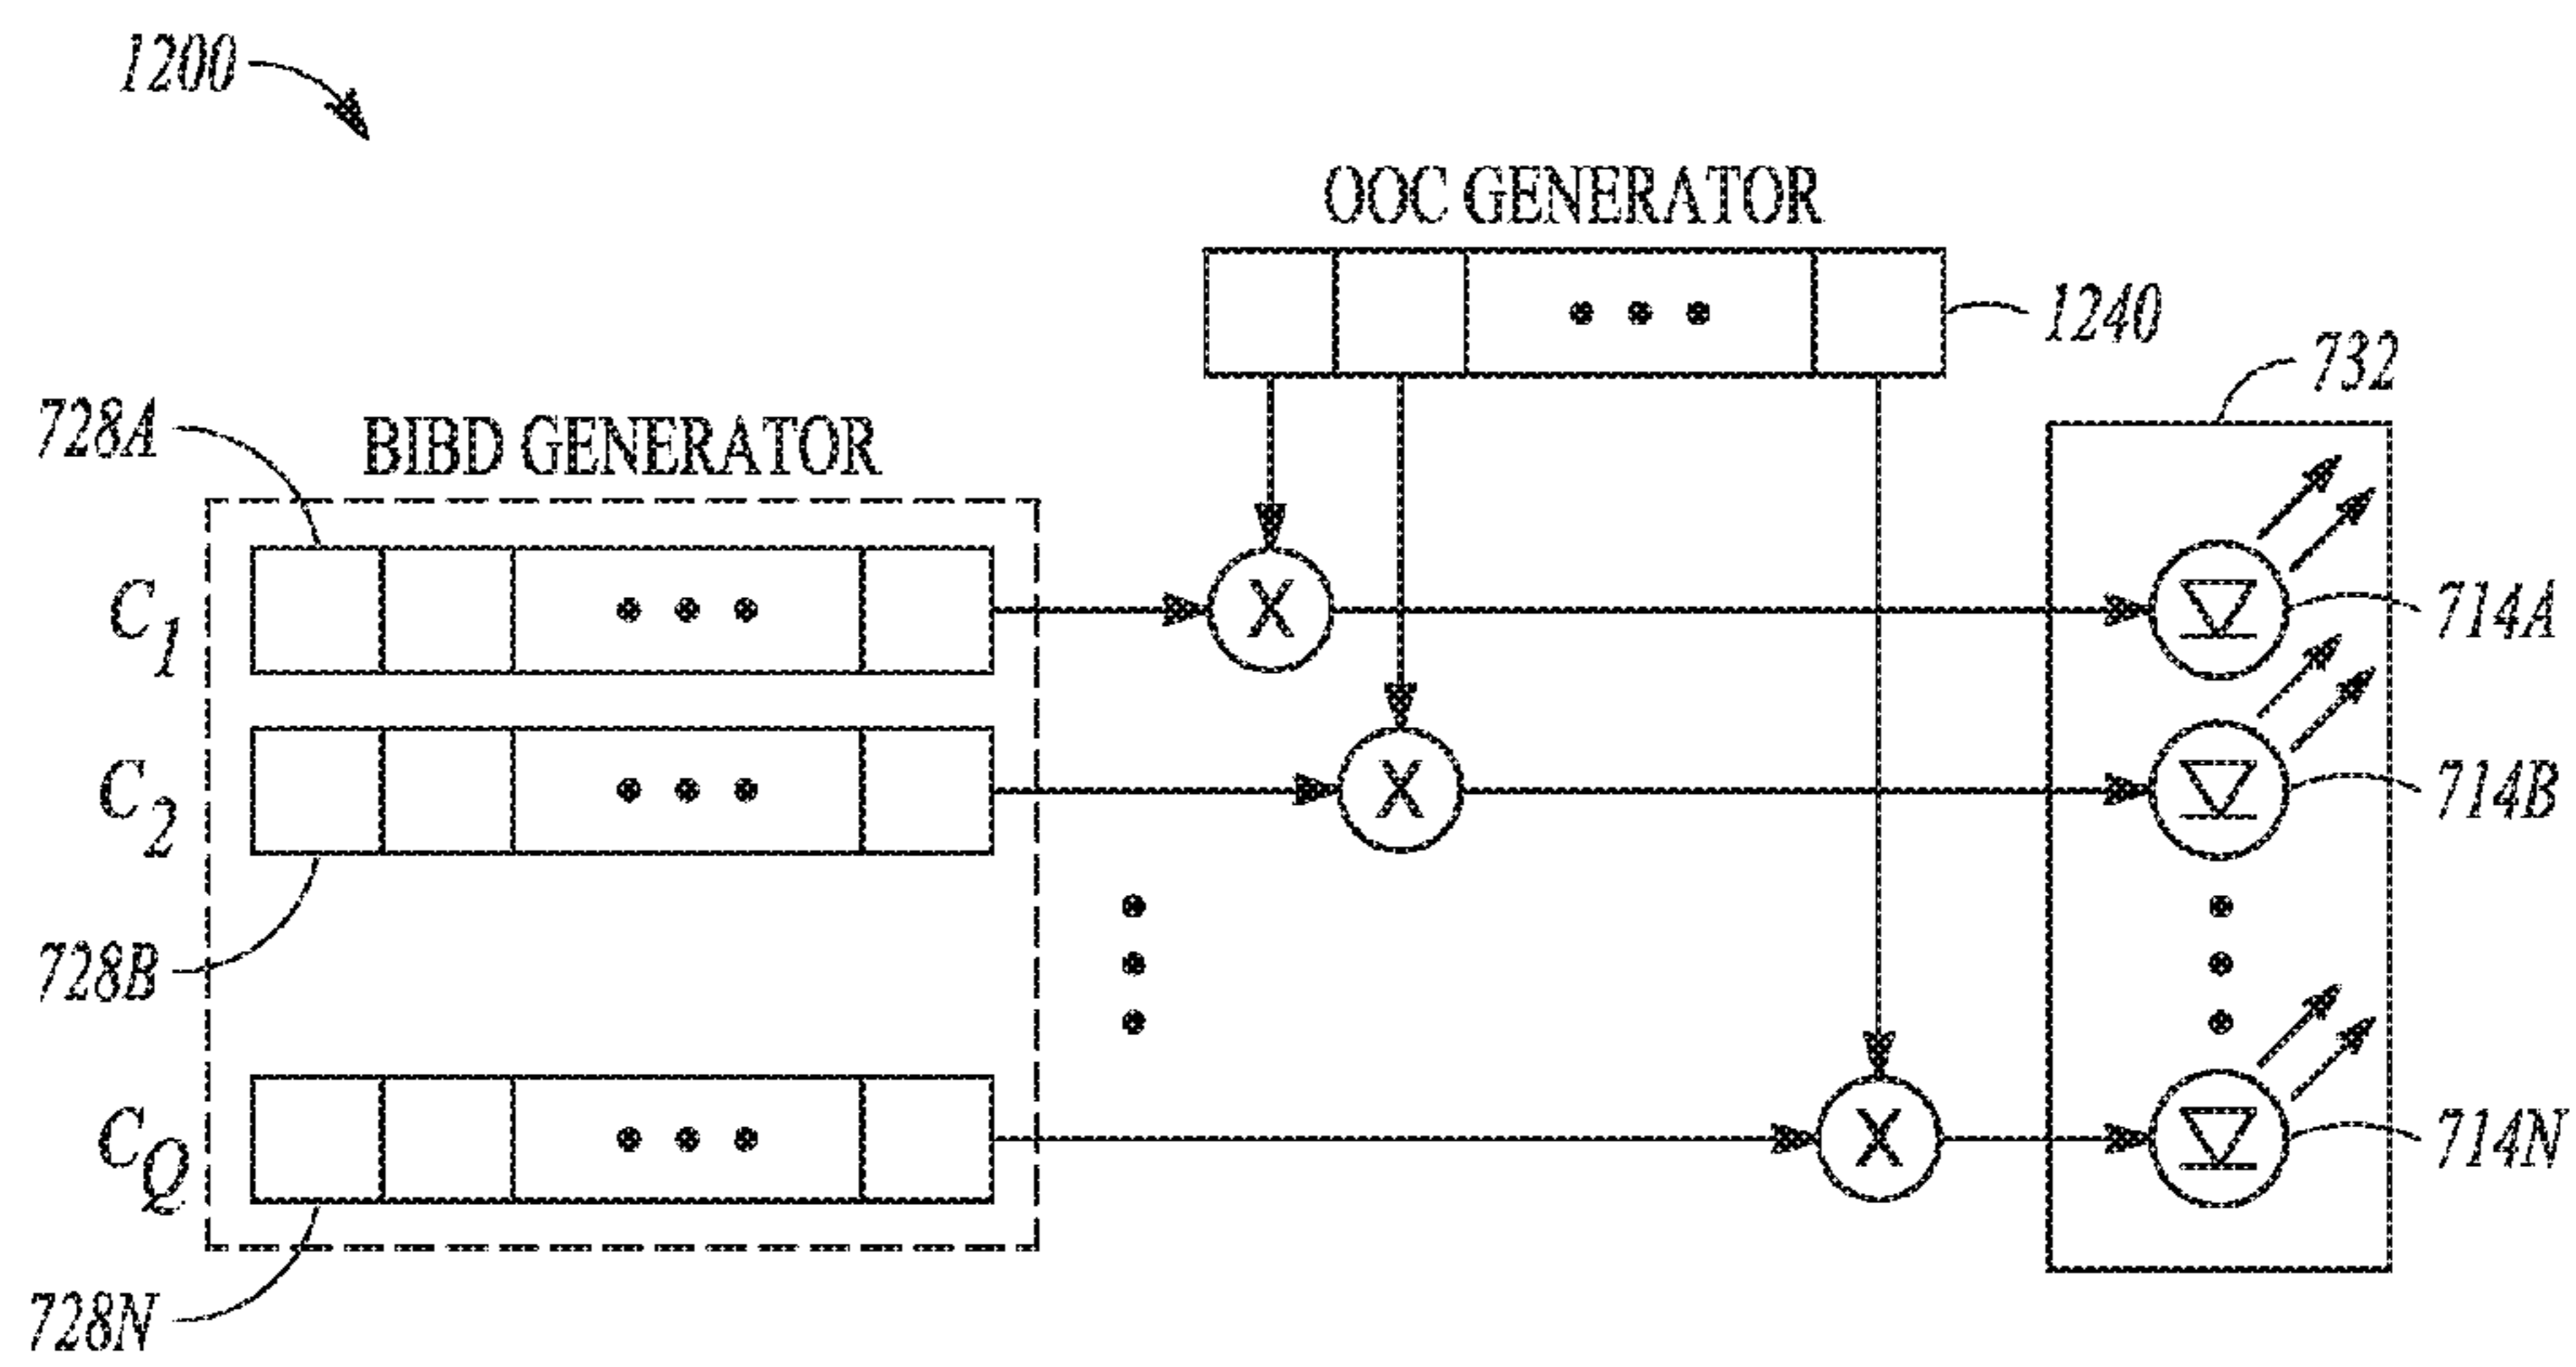 1200
OOC GENERATOR
1240
732
728A
BIBD GENERATOR
C1
X
714A
C2
X
714B
728B
CQ
X
714N
728N